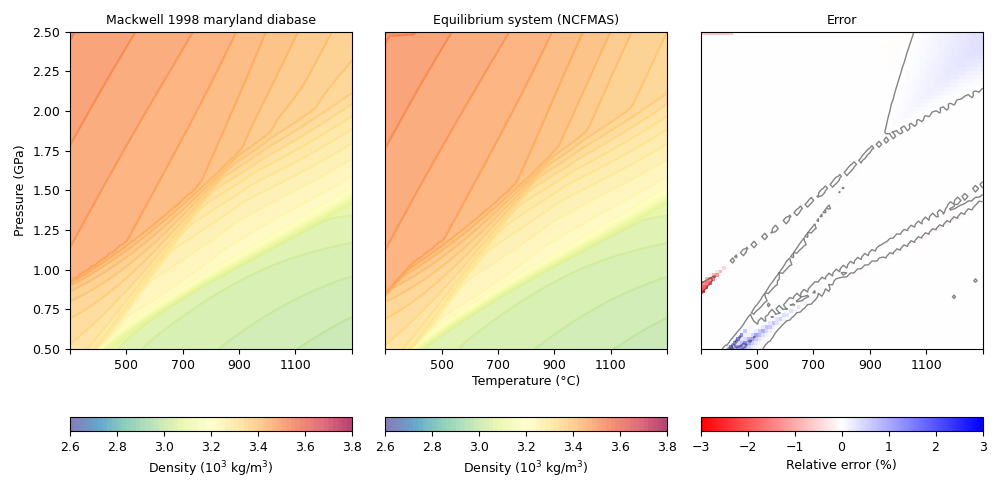 Mackwell 1998 maryland diabase
Equilibrium system (NCFMAS)
Error
Pressure (GPa)
2.50
2.25
2.00
1.75
1.50
1.25
1.00
0.75
0.50
500 700 900 1100
500 700 900 1100
500 700 900 1100
Temperature (°C)
2.6 2.8 3.0 3.2 3.4 3.6 3.8
Density (10³ kg/m³)
2.6 2.8 3.0 3.2 3.4 3.6 3.8
Density (10³ kg/m³)
−3 −2 −1 0 1 2 3
Relative error (%)